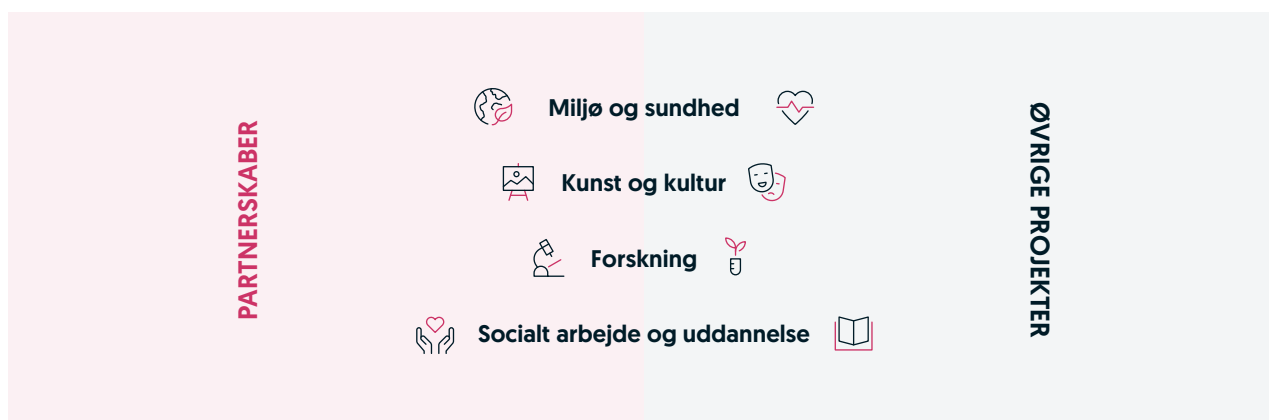 PARTNERSKABER
Miljø og sundhed
Kunst og kultur
Forskning
Socialt arbejde og uddannelse
ØVRIGE PROJEKTER